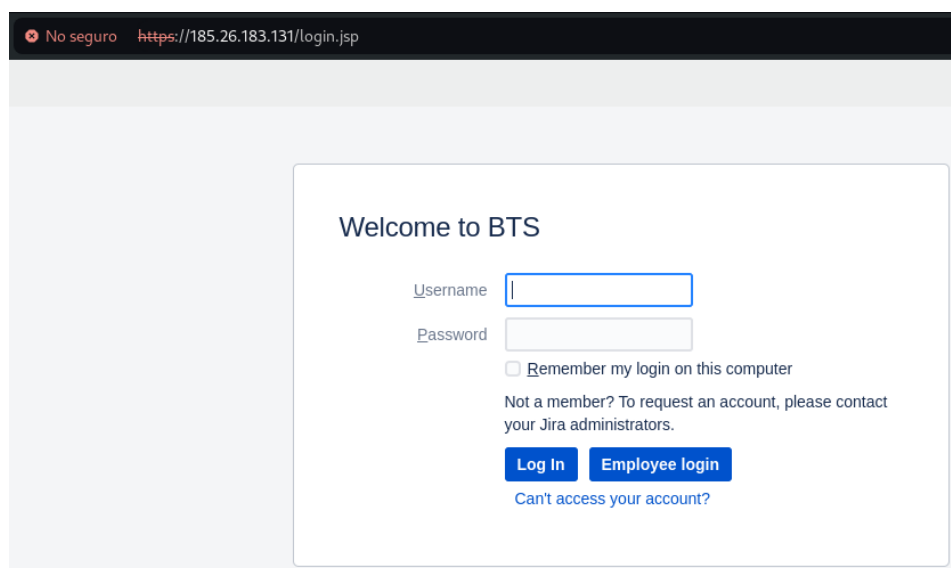 No seguro https://185.26.183.131/login.jsp
Welcome to BTS
Username
Password
Remember my login on this computer
Not a member? To request an account, please contact
your Jira administrators.
Log In Employee login
Can't access your account?